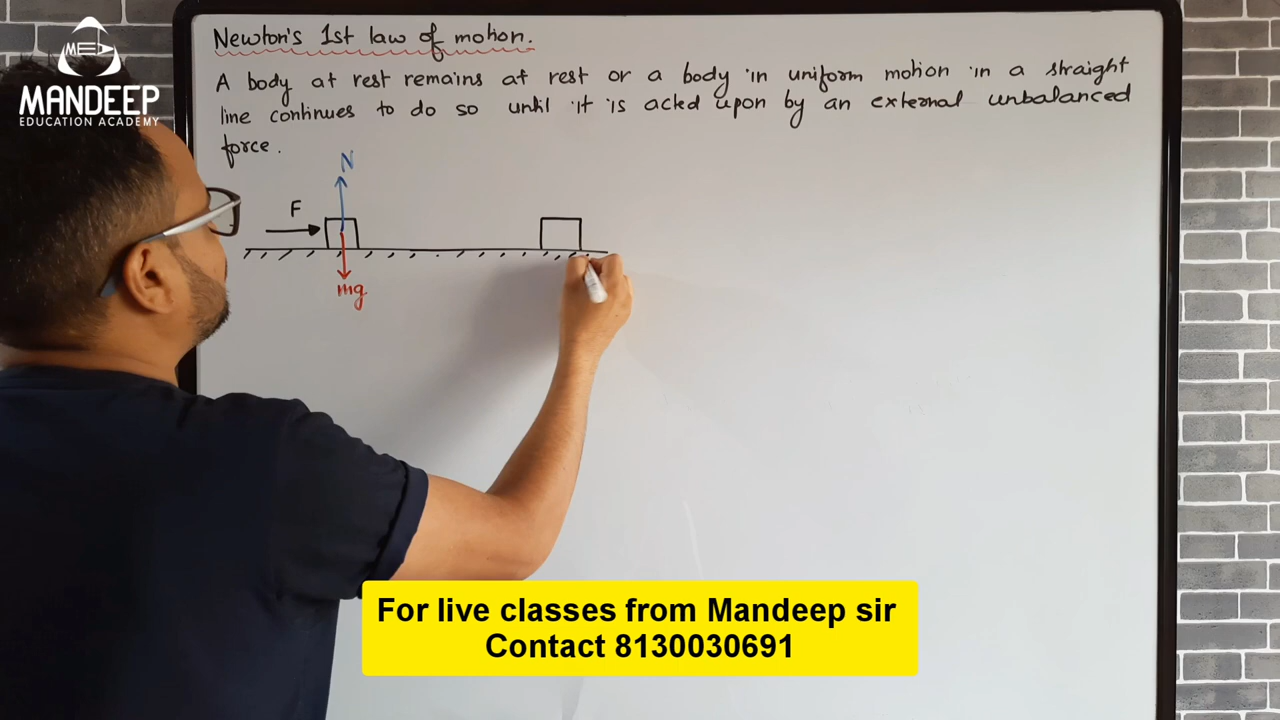 MEA
MANDEEP
EDUCATION ACADEMY
Newton's 1st law of motion.
A body at rest remains at rest or a body in uniform motion in a straight
line continues to do so until it is acted upon by an external unbalanced
force.
N
F
mg
For live classes from Mandeep sir
Contact 8130030691